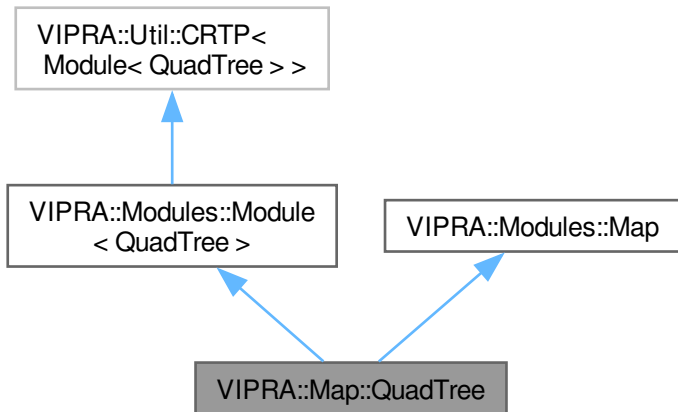 VIPRA::Util::CRTP<
Module< QuadTree > >
VIPRA::Modules::Module
< QuadTree >
VIPRA::Modules::Map
VIPRA::Map::QuadTree